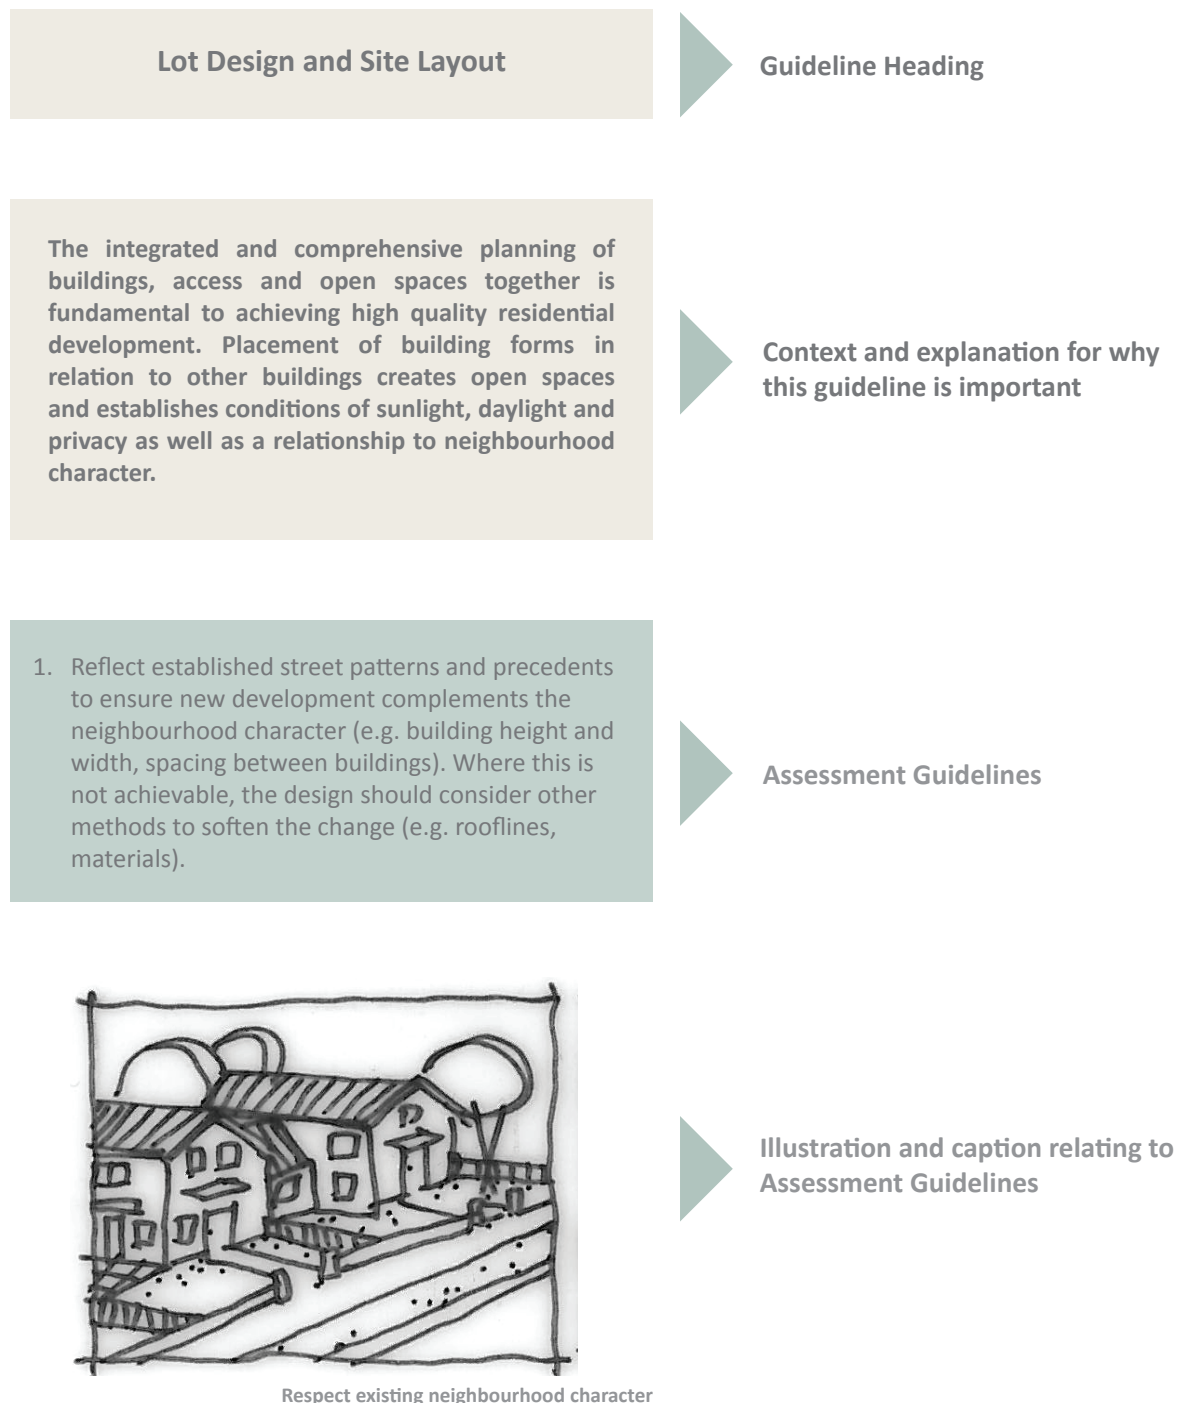 Lot Design and Site Layout
Guideline Heading
The integrated and comprehensive planning of
buildings, access and open spaces together is
fundamental to achieving high quality residential
development. Placement of building forms in
relation to other buildings creates open spaces
and establishes conditions of sunlight, daylight and
privacy as well as a relationship to neighbourhood
character.
Context and explanation for why
this guideline is important
1. Reflect established street patterns and precedents
to ensure new development complements the
neighbourhood character (e.g. building height and
width, spacing between buildings). Where this is
not achievable, the design should consider other
methods to soften the change (e.g. rooflines,
materials).
Assessment Guidelines
Illustration and caption relating to
Assessment Guidelines
Respect existing neighbourhood character